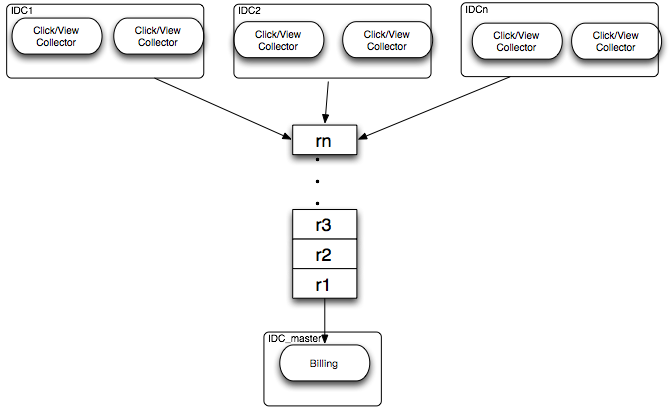 IDC1
Click/View
Collector
Click/View
Collector
IDC2
Click/View
Collector
Click/View
Collector
IDCn
Click/View
Collector
Click/View
Collector
rn
r3
r2
r1
IDC_master
Billing